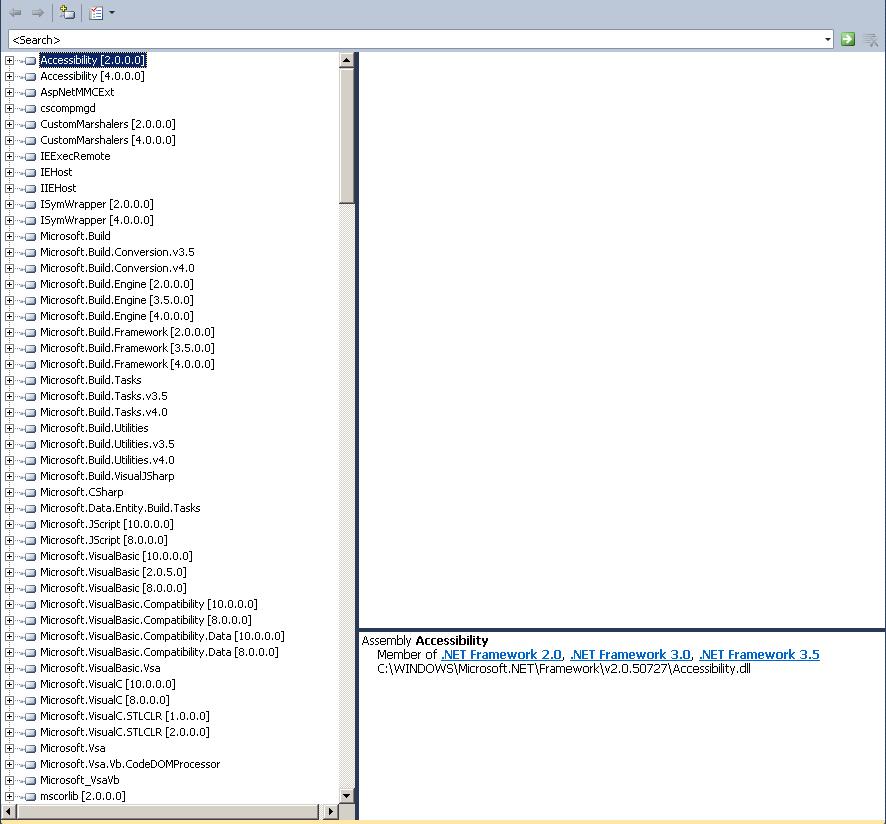 <Search>
Accessibility [2.0.0.0]
Accessibility [4.0.0.0]
AspNetMMCExt
cscompmgd
CustomMarshalers [2.0.0.0]
CustomMarshalers [4.0.0.0]
IEExecRemote
IEHost
IIEHost
ISymWrapper [2.0.0.0]
ISymWrapper [4.0.0.0]
Microsoft.Build
Microsoft.Build.Conversion.v3.5
Microsoft.Build.Conversion.v4.0
Microsoft.Build.Engine [2.0.0.0]
Microsoft.Build.Engine [3.5.0.0]
Microsoft.Build.Engine [4.0.0.0]
Microsoft.Build.Framework [2.0.0.0]
Microsoft.Build.Framework [3.5.0.0]
Microsoft.Build.Framework [4.0.0.0]
Microsoft.Build.Tasks
Microsoft.Build.Tasks.v3.5
Microsoft.Build.Tasks.v4.0
Microsoft.Build.Utilities
Microsoft.Build.Utilities.v3.5
Microsoft.Build.Utilities.v4.0
Microsoft.Build.VisualJSharp
Microsoft.CSharp
Microsoft.Data.Entity.Build.Tasks
Microsoft.JScript [10.0.0.0]
Microsoft.JScript [8.0.0.0]
Microsoft.VisualBasic [10.0.0.0]
Microsoft.VisualBasic [2.0.5.0]
Microsoft.VisualBasic [8.0.0.0]
Microsoft.VisualBasic.Compatibility [10.0.0.0]
Microsoft.VisualBasic.Compatibility [8.0.0.0]
Microsoft.VisualBasic.Compatibility.Data [10.0.0.0]
Microsoft.VisualBasic.Compatibility.Data [8.0.0.0]
Microsoft.VisualBasic.Vsa
Microsoft.VisualC [10.0.0.0]
Microsoft.VisualC [8.0.0.0]
Microsoft.VisualC.STLCLR [1.0.0.0]
Microsoft.VisualC.STLCLR [2.0.0.0]
Microsoft.Vsa
Microsoft.Vsa.Vb.CodeDOMProcessor
Microsoft_VsaVb
mscorlib [2.0.0.0]
Assembly Accessibility
Member of .NET Framework 2.0, .NET Framework 3.0, .NET Framework 3.5
C:\WINDOWS\Microsoft.NET\Framework\v2.0.50727\Accessibility.dll